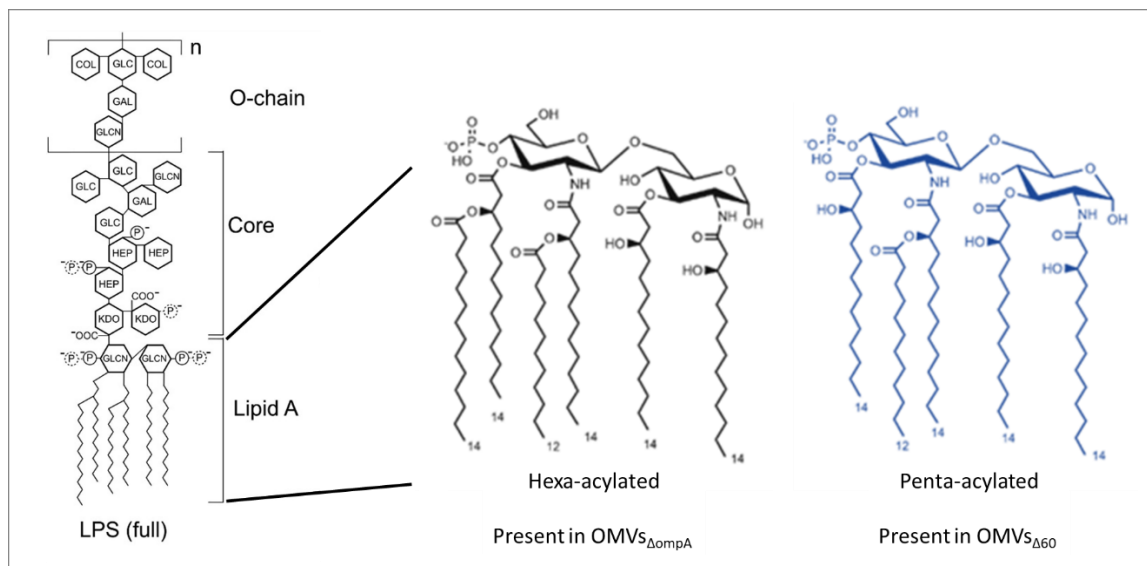 n
COL GLC COL
GAL
GLCN
O-chain
GLC
GLC GLCN
GAL
GLC
Core
P-
HEP HEP
-P-P
HEP
COO-
KDO KDO P-
-OOC
-P-P GLCN GLCN P-P-
Lipid A
LPS (full)
OH
O
-O P O
HO
O O
O HO O
O NH
O O O NH HO
O O O O
O HO
HO
14
14
12
14
14
14
Hexa-acylated
Present in OMVsΔompA
OH
O
-O P O
HO
O O
O HO O
O NH
O O NH OH
HO O O O
O HO
HO
14
12
14
14
14
Penta-acylated
Present in OMVsΔ60